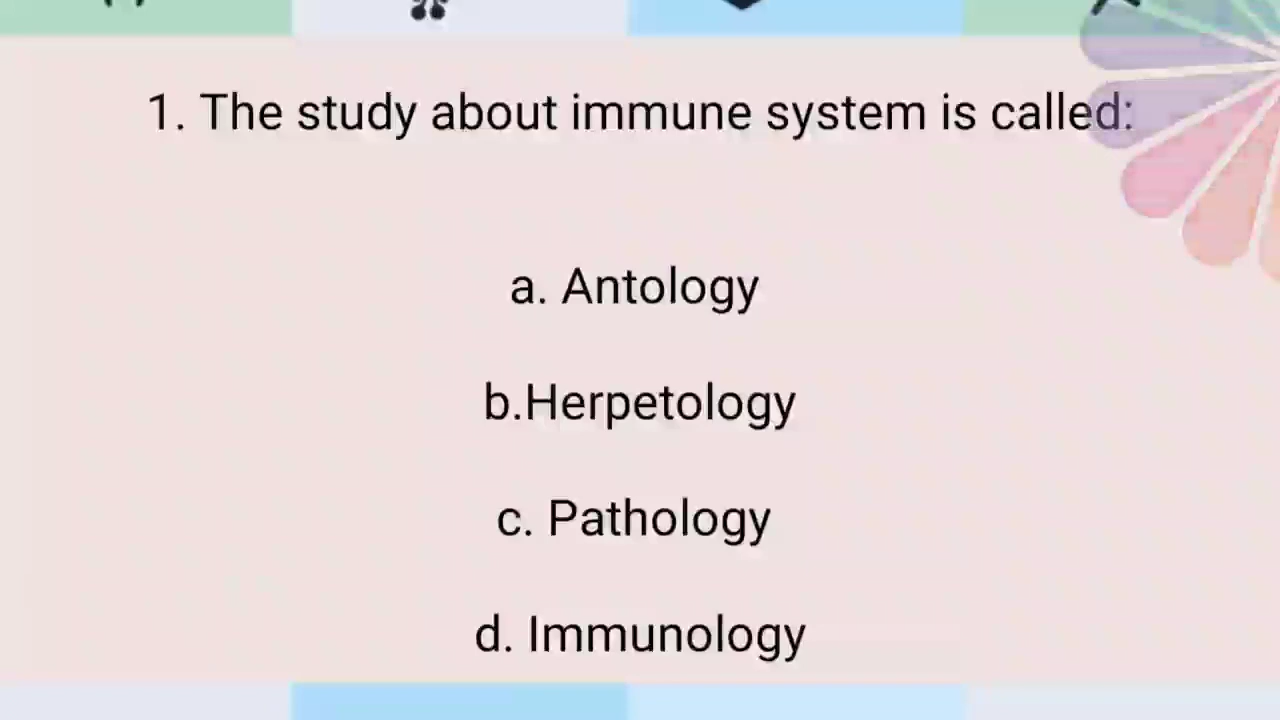 1. The study about immune system is called:
a. Antology
b.Herpetology
c. Pathology
d. Immunology